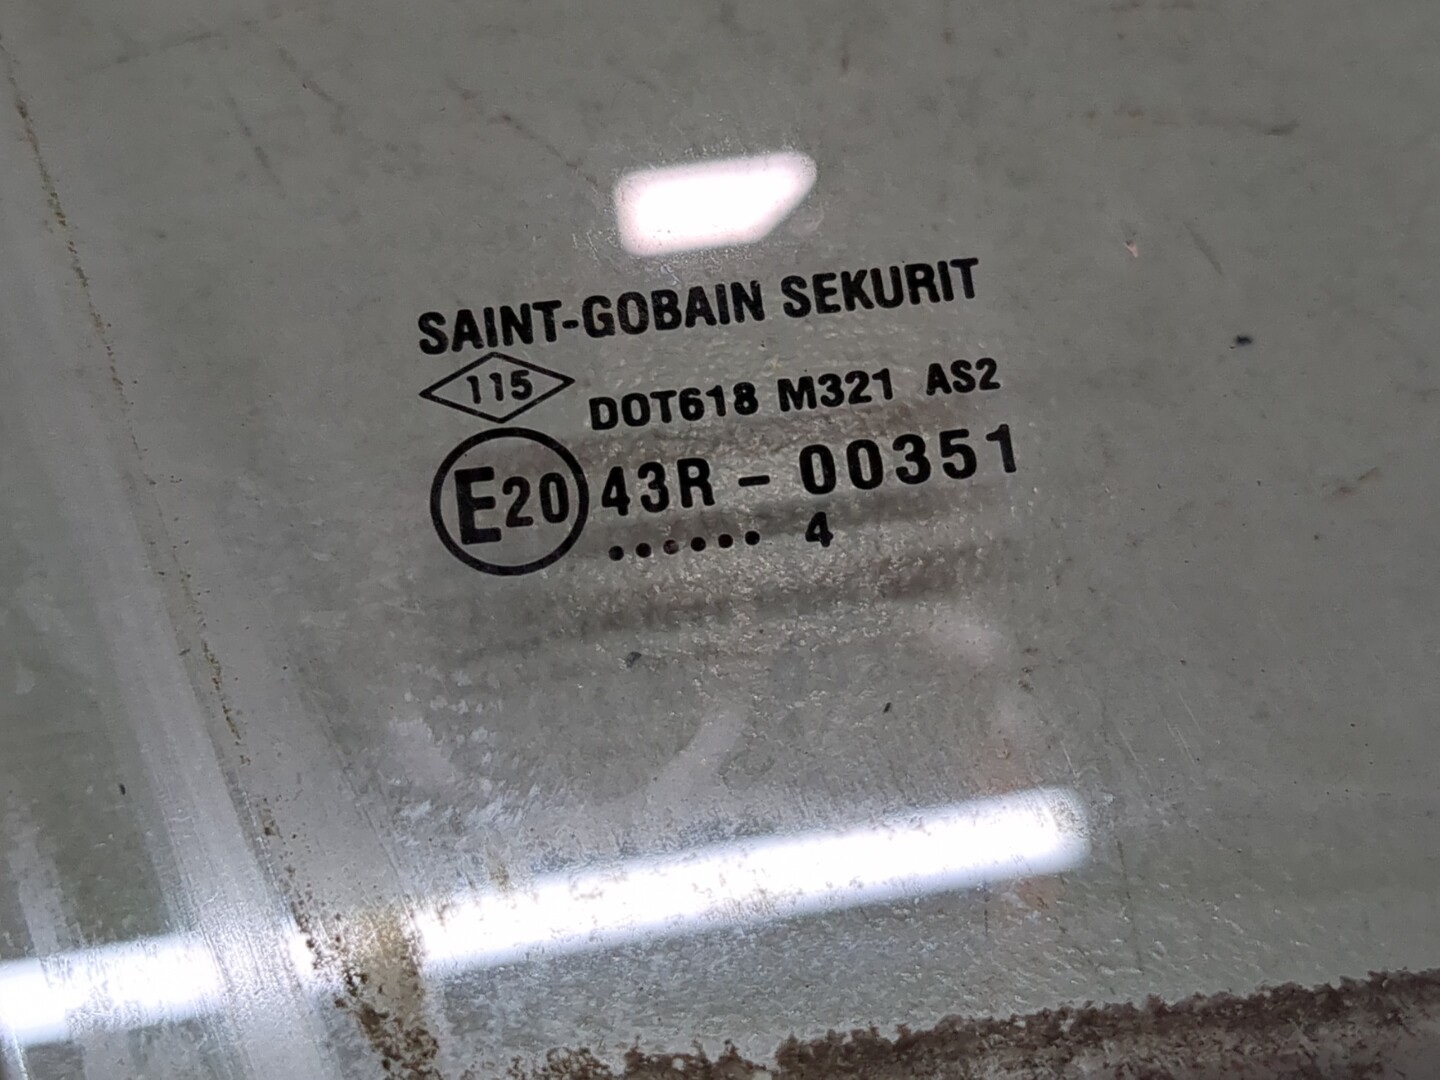 SAINT-GOBAIN SEKURIT
115 DOT618 M321 AS2
E20 43R - 00351
...... 4